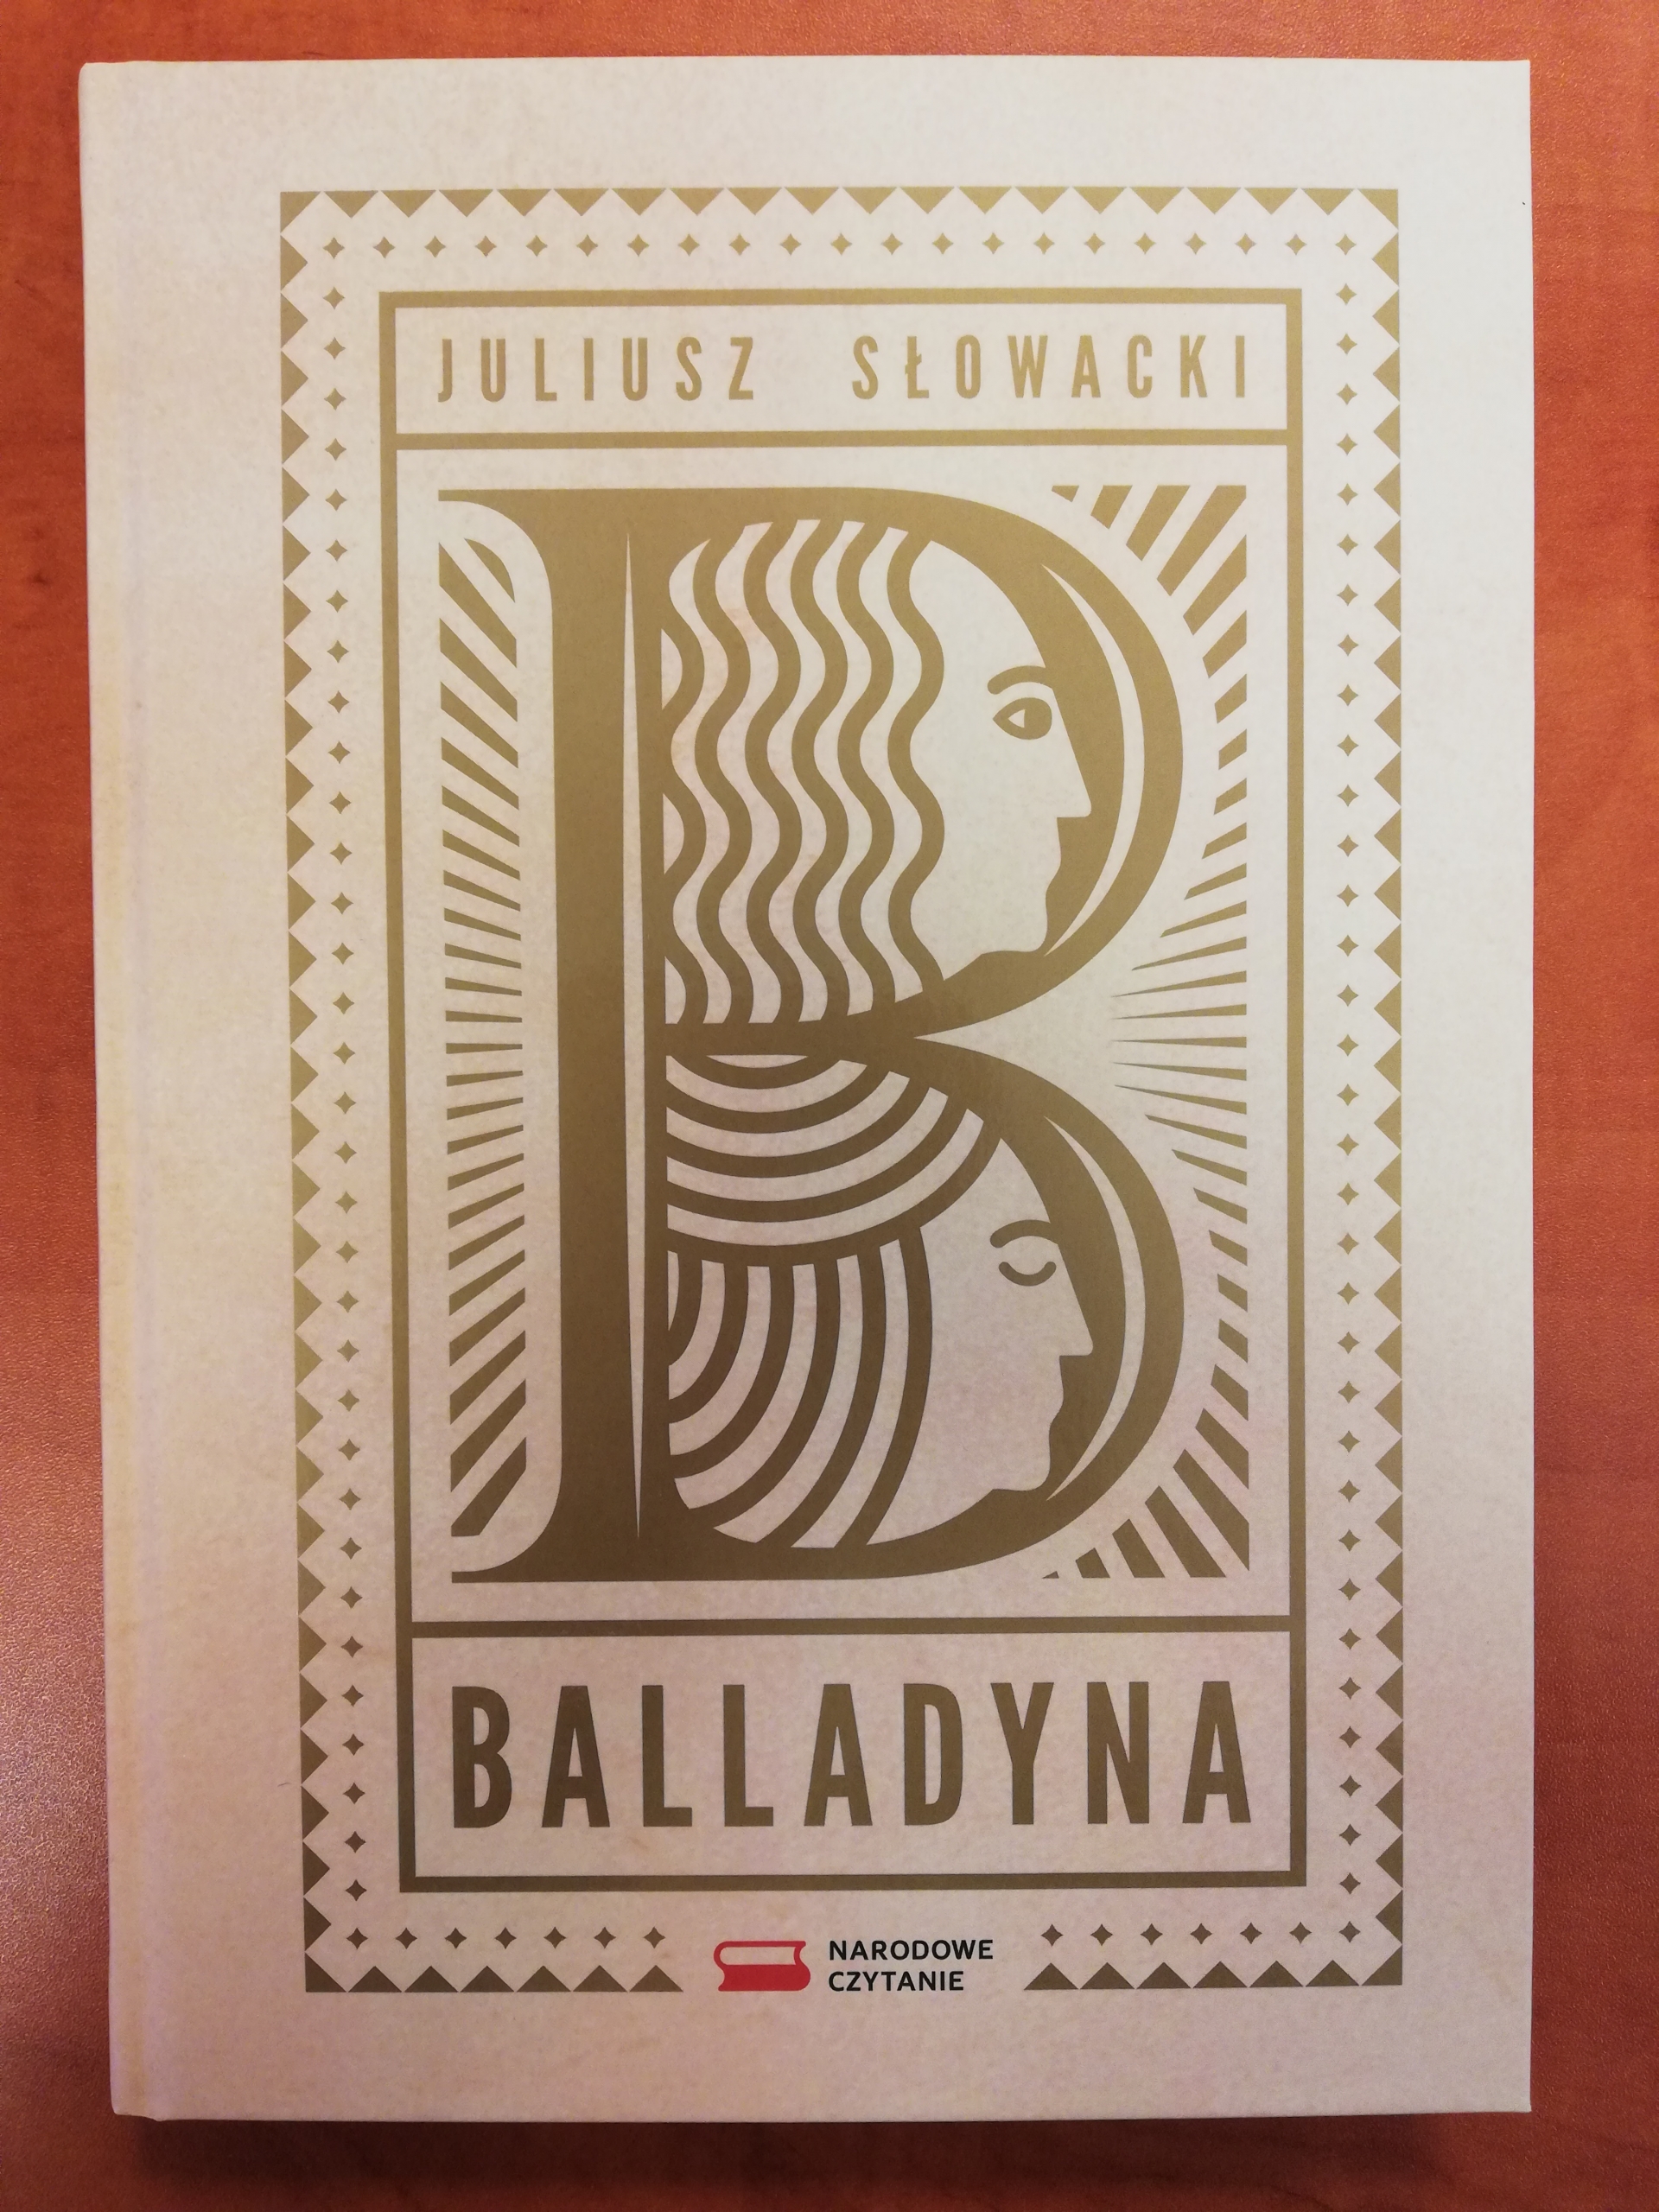 JULIUSZ SŁOWACKI
B
BALLADYNA
NARODOWE
CZYTANIE